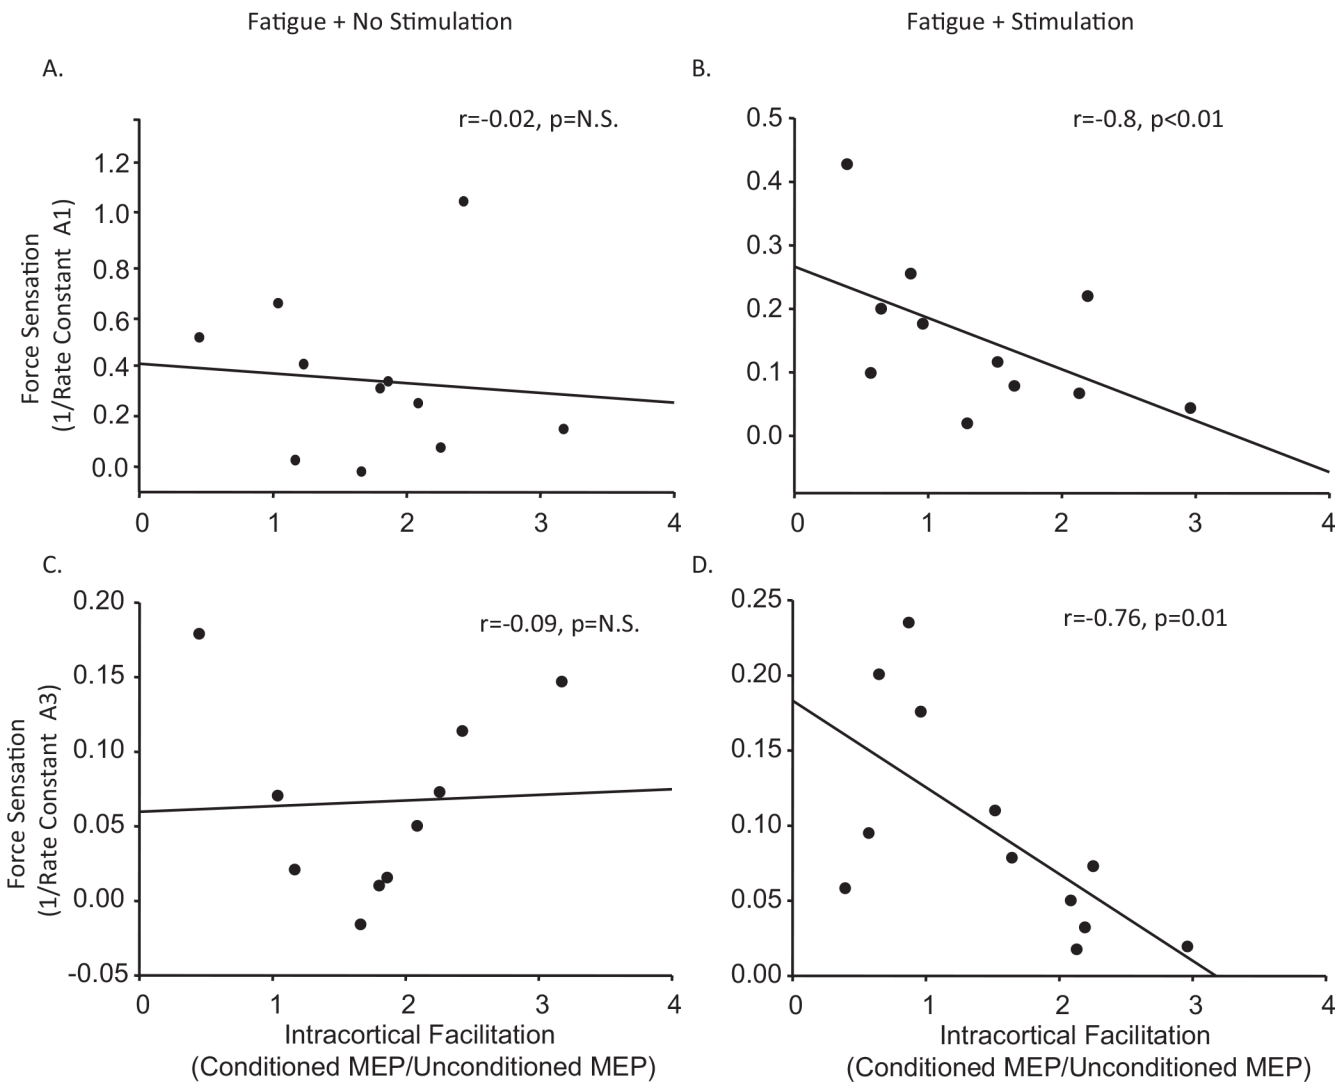 Fatigue + No Stimulation
Fatigue + Stimulation
A.
r=-0.02, p=N.S.
1.2
1.0
0.8
0.6
0.4
0.2
0.0
Force Sensation
(1/Rate Constant A1)
0 1 2 3 4
B.
r=-0.8, p<0.01
0.5
0.4
0.3
0.2
0.1
0.0
0 1 2 3 4
C.
r=-0.09, p=N.S.
0.20
0.15
0.10
0.05
0.00
-0.05
Force Sensation
(1/Rate Constant A3)
0 1 2 3 4
Intracortical Facilitation
(Conditioned MEP/Unconditioned MEP)
D.
r=-0.76, p=0.01
0.25
0.20
0.15
0.10
0.05
0.00
0 1 2 3 4
Intracortical Facilitation
(Conditioned MEP/Unconditioned MEP)